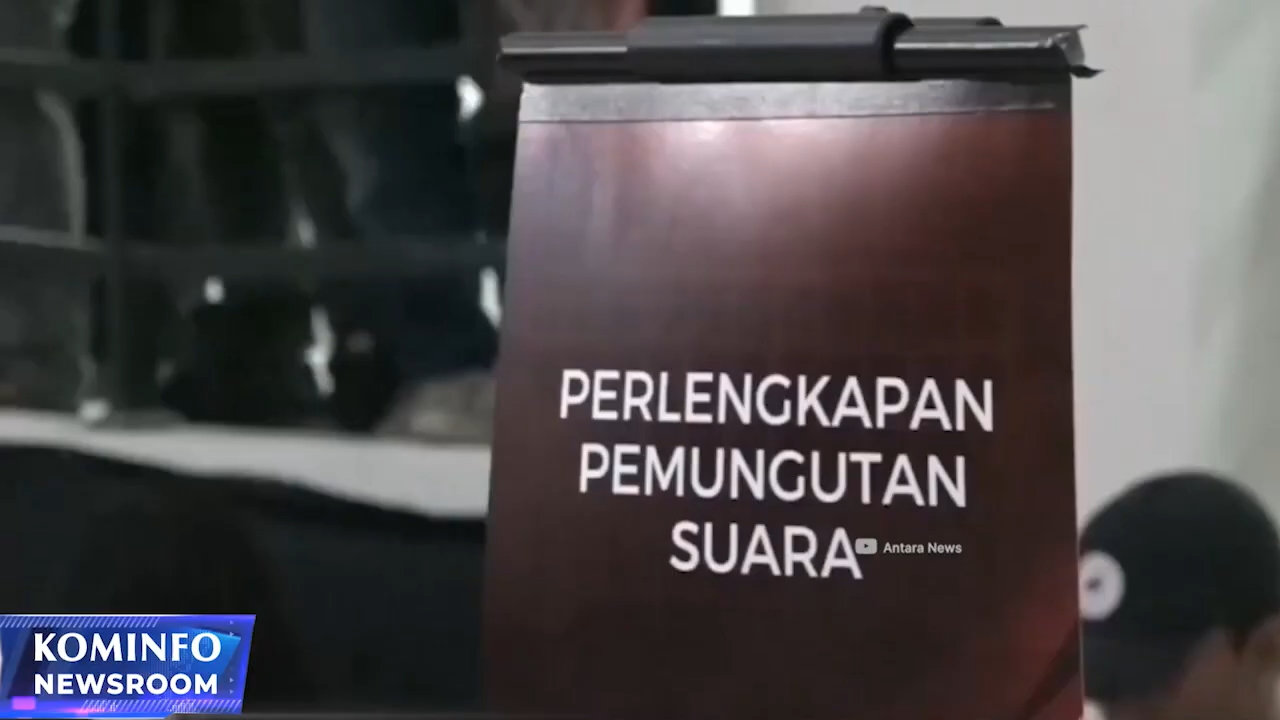 PERLENGKAPAN
PEMUNGUTAN
SUARA
Antara News
KOMINFO
NEWSROOM